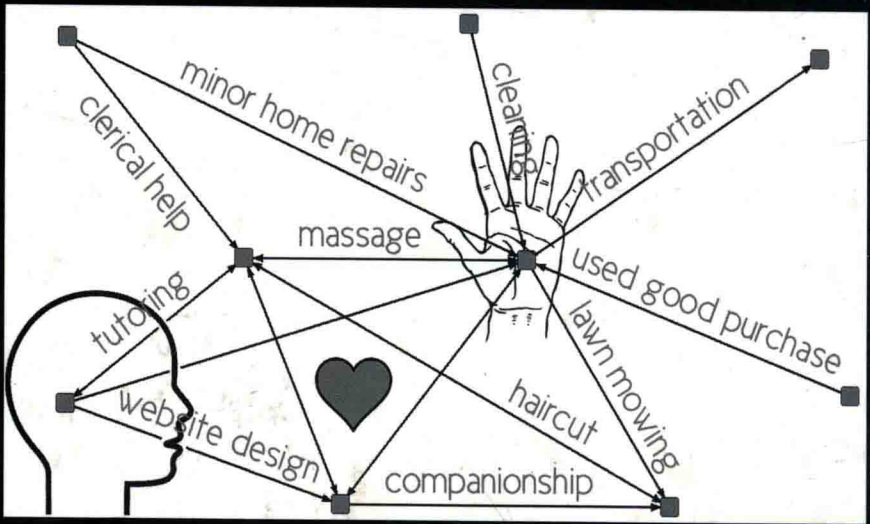 minor home repairs
cleaning
transportation
clerical help
massage
used good purchase
tutoring
lawn mowing
haircut
website design
companionship